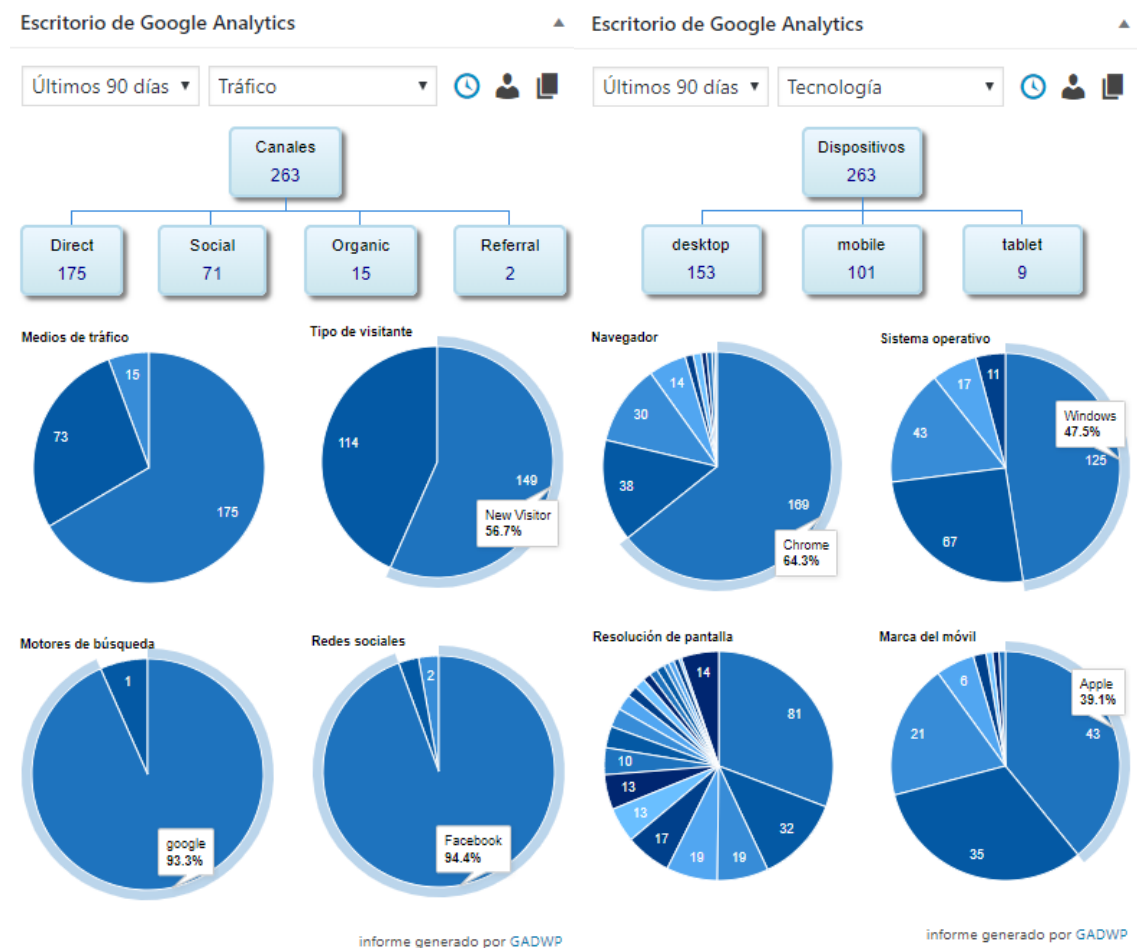 Escritorio de Google Analytics
Últimos 90 días
Tráfico
Canales
263
Direct
175
Social
71
Organic
15
Referral
2
Medios de tráfico
15
73
175
Tipo de visitante
114
149
New Visitor
56.7%
Motores de búsqueda
1
google
93.3%
Redes sociales
2
Facebook
94.4%
informe generado por GADWP
Escritorio de Google Analytics
Últimos 90 días
Tecnología
Dispositivos
263
desktop
153
mobile
101
tablet
9
Navegador
14
30
38
169
Chrome
64.3%
Sistema operativo
11
17
43
Windows
47.5%
125
67
Resolución de pantalla
14
81
10
13
13
17
19
19
32
Marca del móvil
6
Apple
39.1%
21
43
35
informe generado por GADWP